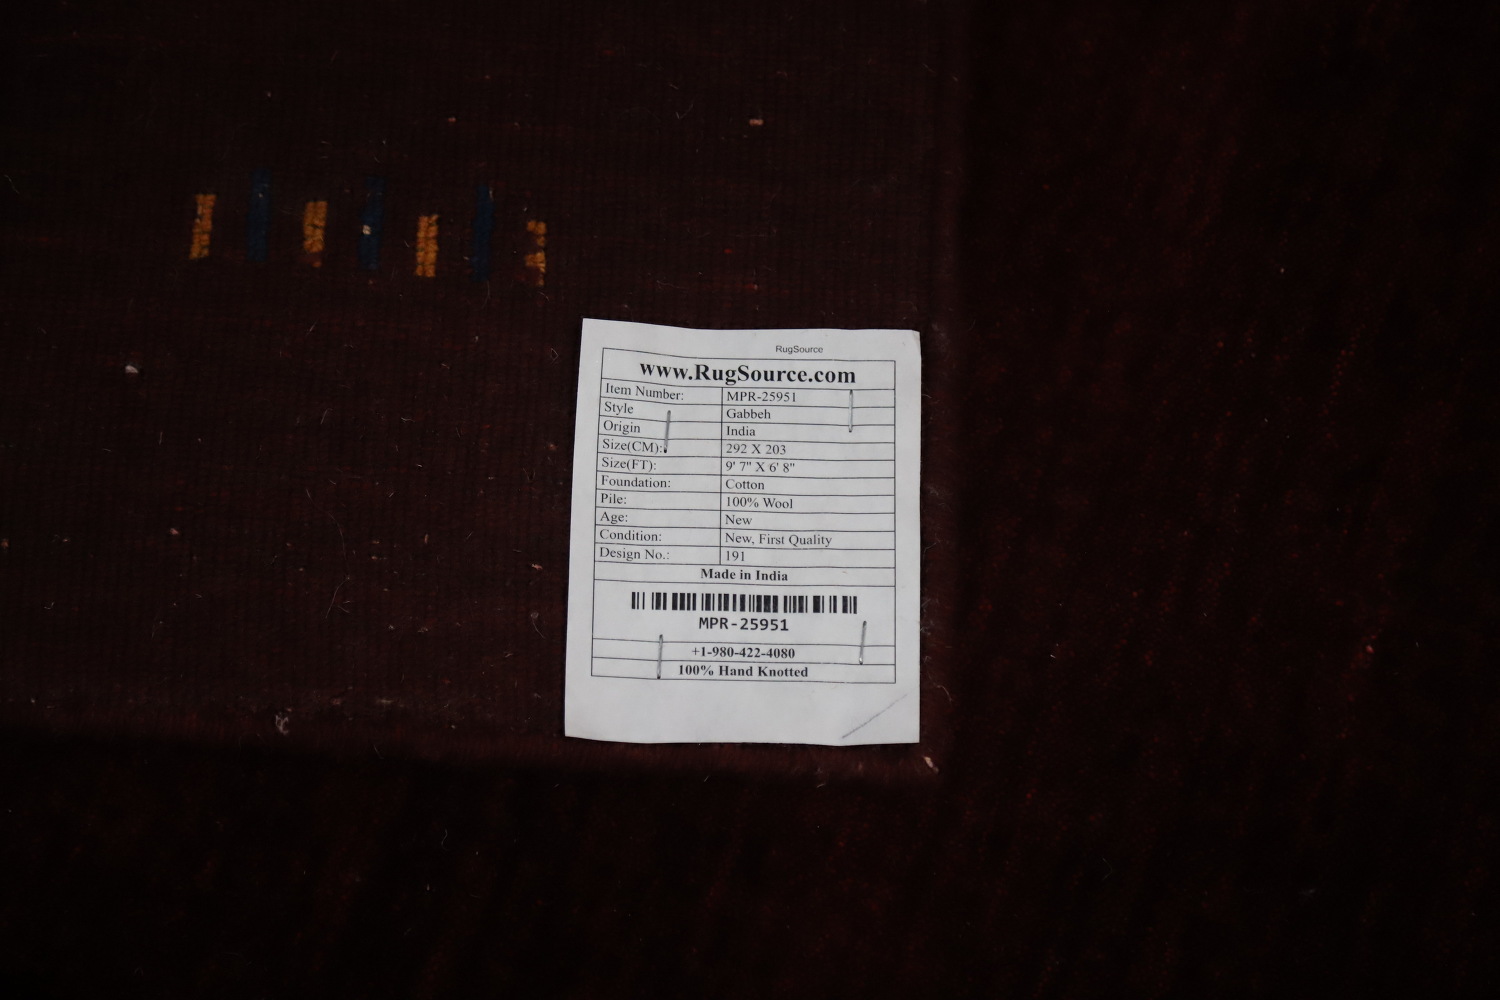 RugSource
www.RugSource.com
Item Number: MPR-25951
Style Gabbeh
Origin India
Size(CM): 292 X 203
Size(FT): 9' 7" X 6' 8"
Foundation: Cotton
Pile: 100% Wool
Age: New
Condition: New, First Quality
Design No.: 191
Made in India
MPR-25951
+1-980-422-4080
100% Hand Knotted